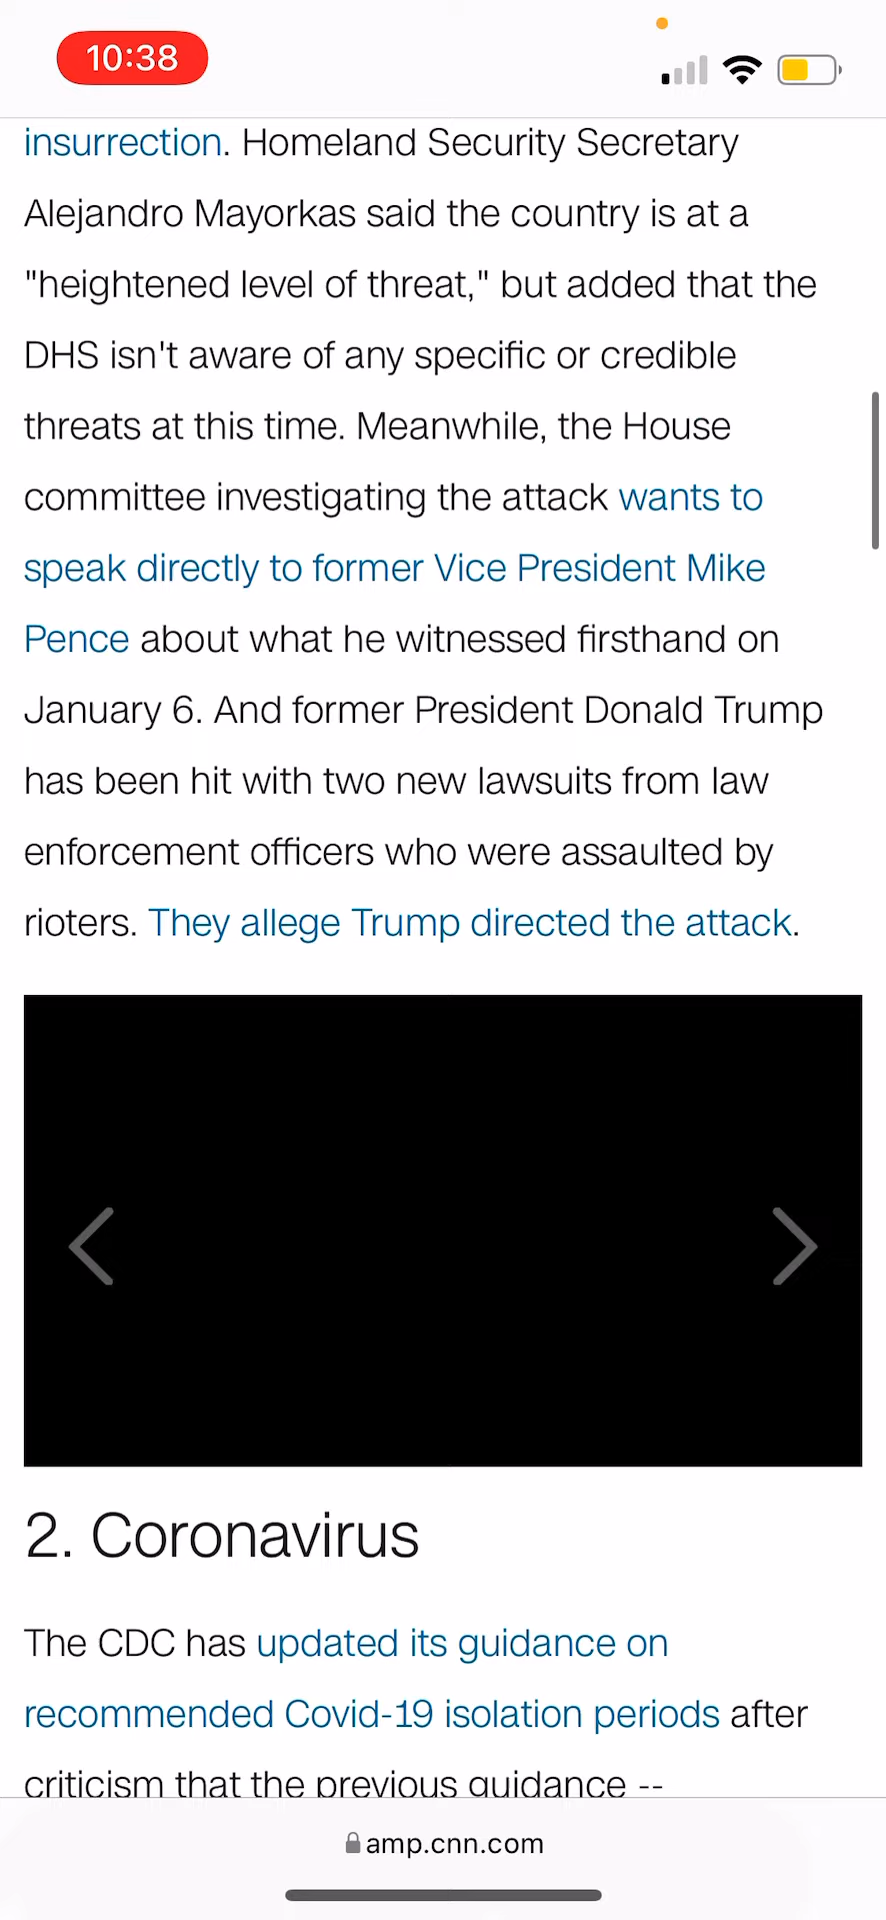 10:38
insurrection. Homeland Security Secretary
Alejandro Mayorkas said the country is at a
"heightened level of threat," but added that the
DHS isn't aware of any specific or credible
threats at this time. Meanwhile, the House
committee investigating the attack wants to
speak directly to former Vice President Mike
Pence about what he witnessed firsthand on
January 6. And former President Donald Trump
has been hit with two new lawsuits from law
enforcement officers who were assaulted by
rioters. They allege Trump directed the attack.
2. Coronavirus
The CDC has updated its guidance on
recommended Covid-19 isolation periods after
criticism that the previous guidance --
amp.cnn.com